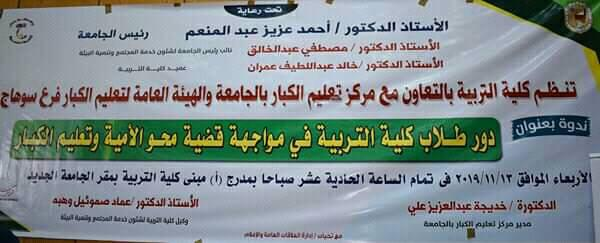 تحت رعاية
الأستاذ الدكتور / أحمد عزيز عبد المنعم رئيس الجامعة
الأستاذ الدكتور / مصطفي عبدالخالق نائب رئيس الجامعة لشئون خدمة المجتمع وتنمية البيئة
الأستاذ الدكتور / خالد عبداللطيف عمران عميد كلية التربية
تنظم كلية التربية بالتعاون مع مركز تعليم الكبار بالجامعة والهيئة العامة لتعليم الكبار فرع سوهاج
ندوة بعنوان
دور طلاب كلية التربية في مواجهة قضية محو الأمية وتعليم الكبار
الأربعاء الموافق ٢٠١٩/١١/١٣ فى تمام الساعة الحادية عشر صباحا بمدرج (أ) مبنى كلية التربية بمقر الجامعة الجديد
الدكتورة / خديجة عبدالعزيز علي الأستاذ الدكتور / عماد صموئيل وهبه
مدير مركز تعليم الكبار بالجامعة وكيل كلية التربية لشئون خدمة المجتمع وتنمية البيئة
مع تحيات / إدارة العلاقات العامة والإعلام